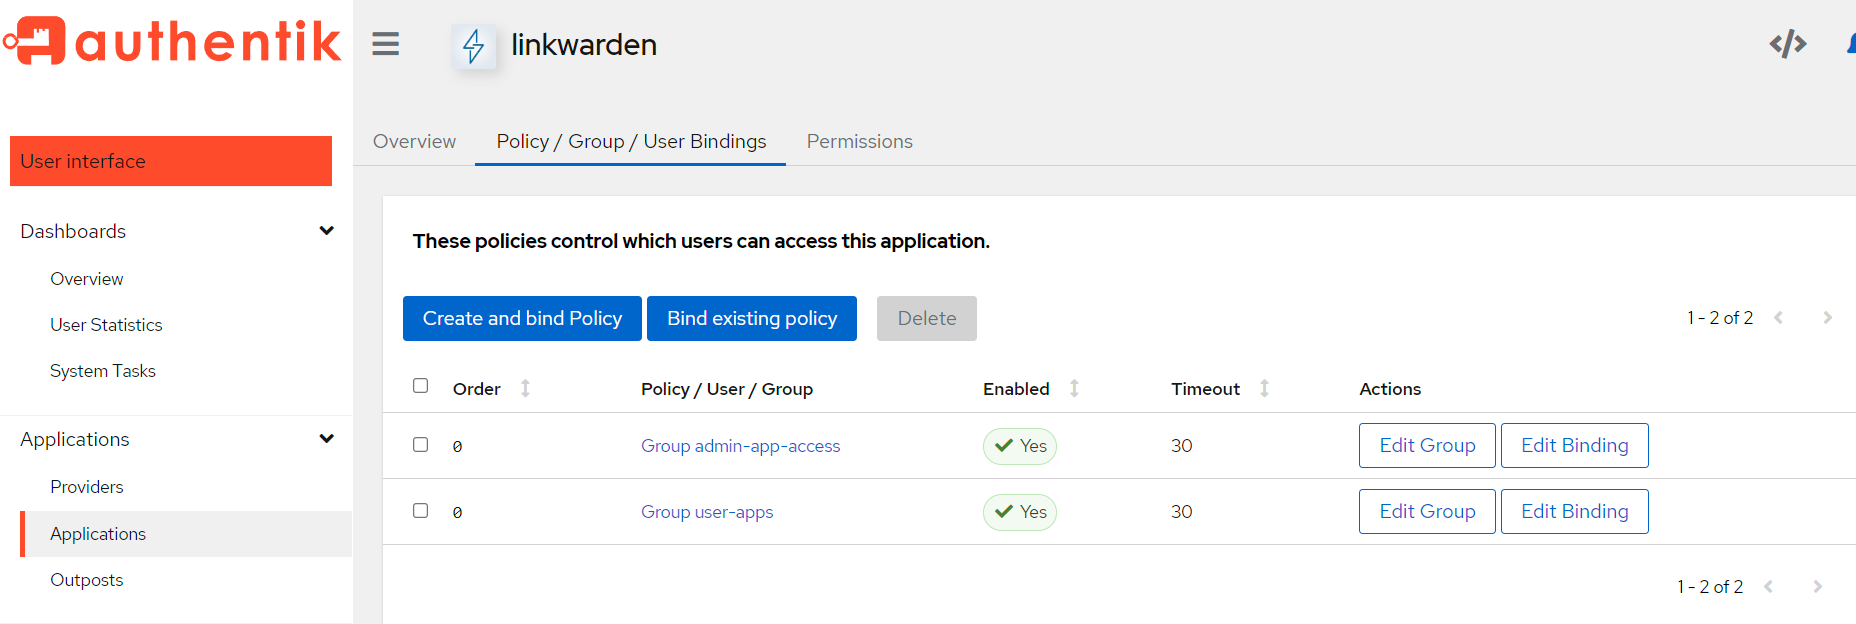 authentik
linkwarden
User interface
Overview
Policy / Group / User Bindings
Permissions
Dashboards
Overview
User Statistics
System Tasks
Applications
Providers
Applications
Outposts
These policies control which users can access this application.
Create and bind Policy
Bind existing policy
Delete
1 - 2 of 2
Order Policy / User / Group Enabled Timeout Actions
0 Group admin-app-access Yes 30 Edit Group Edit Binding
0 Group user-apps Yes 30 Edit Group Edit Binding
1 - 2 of 2